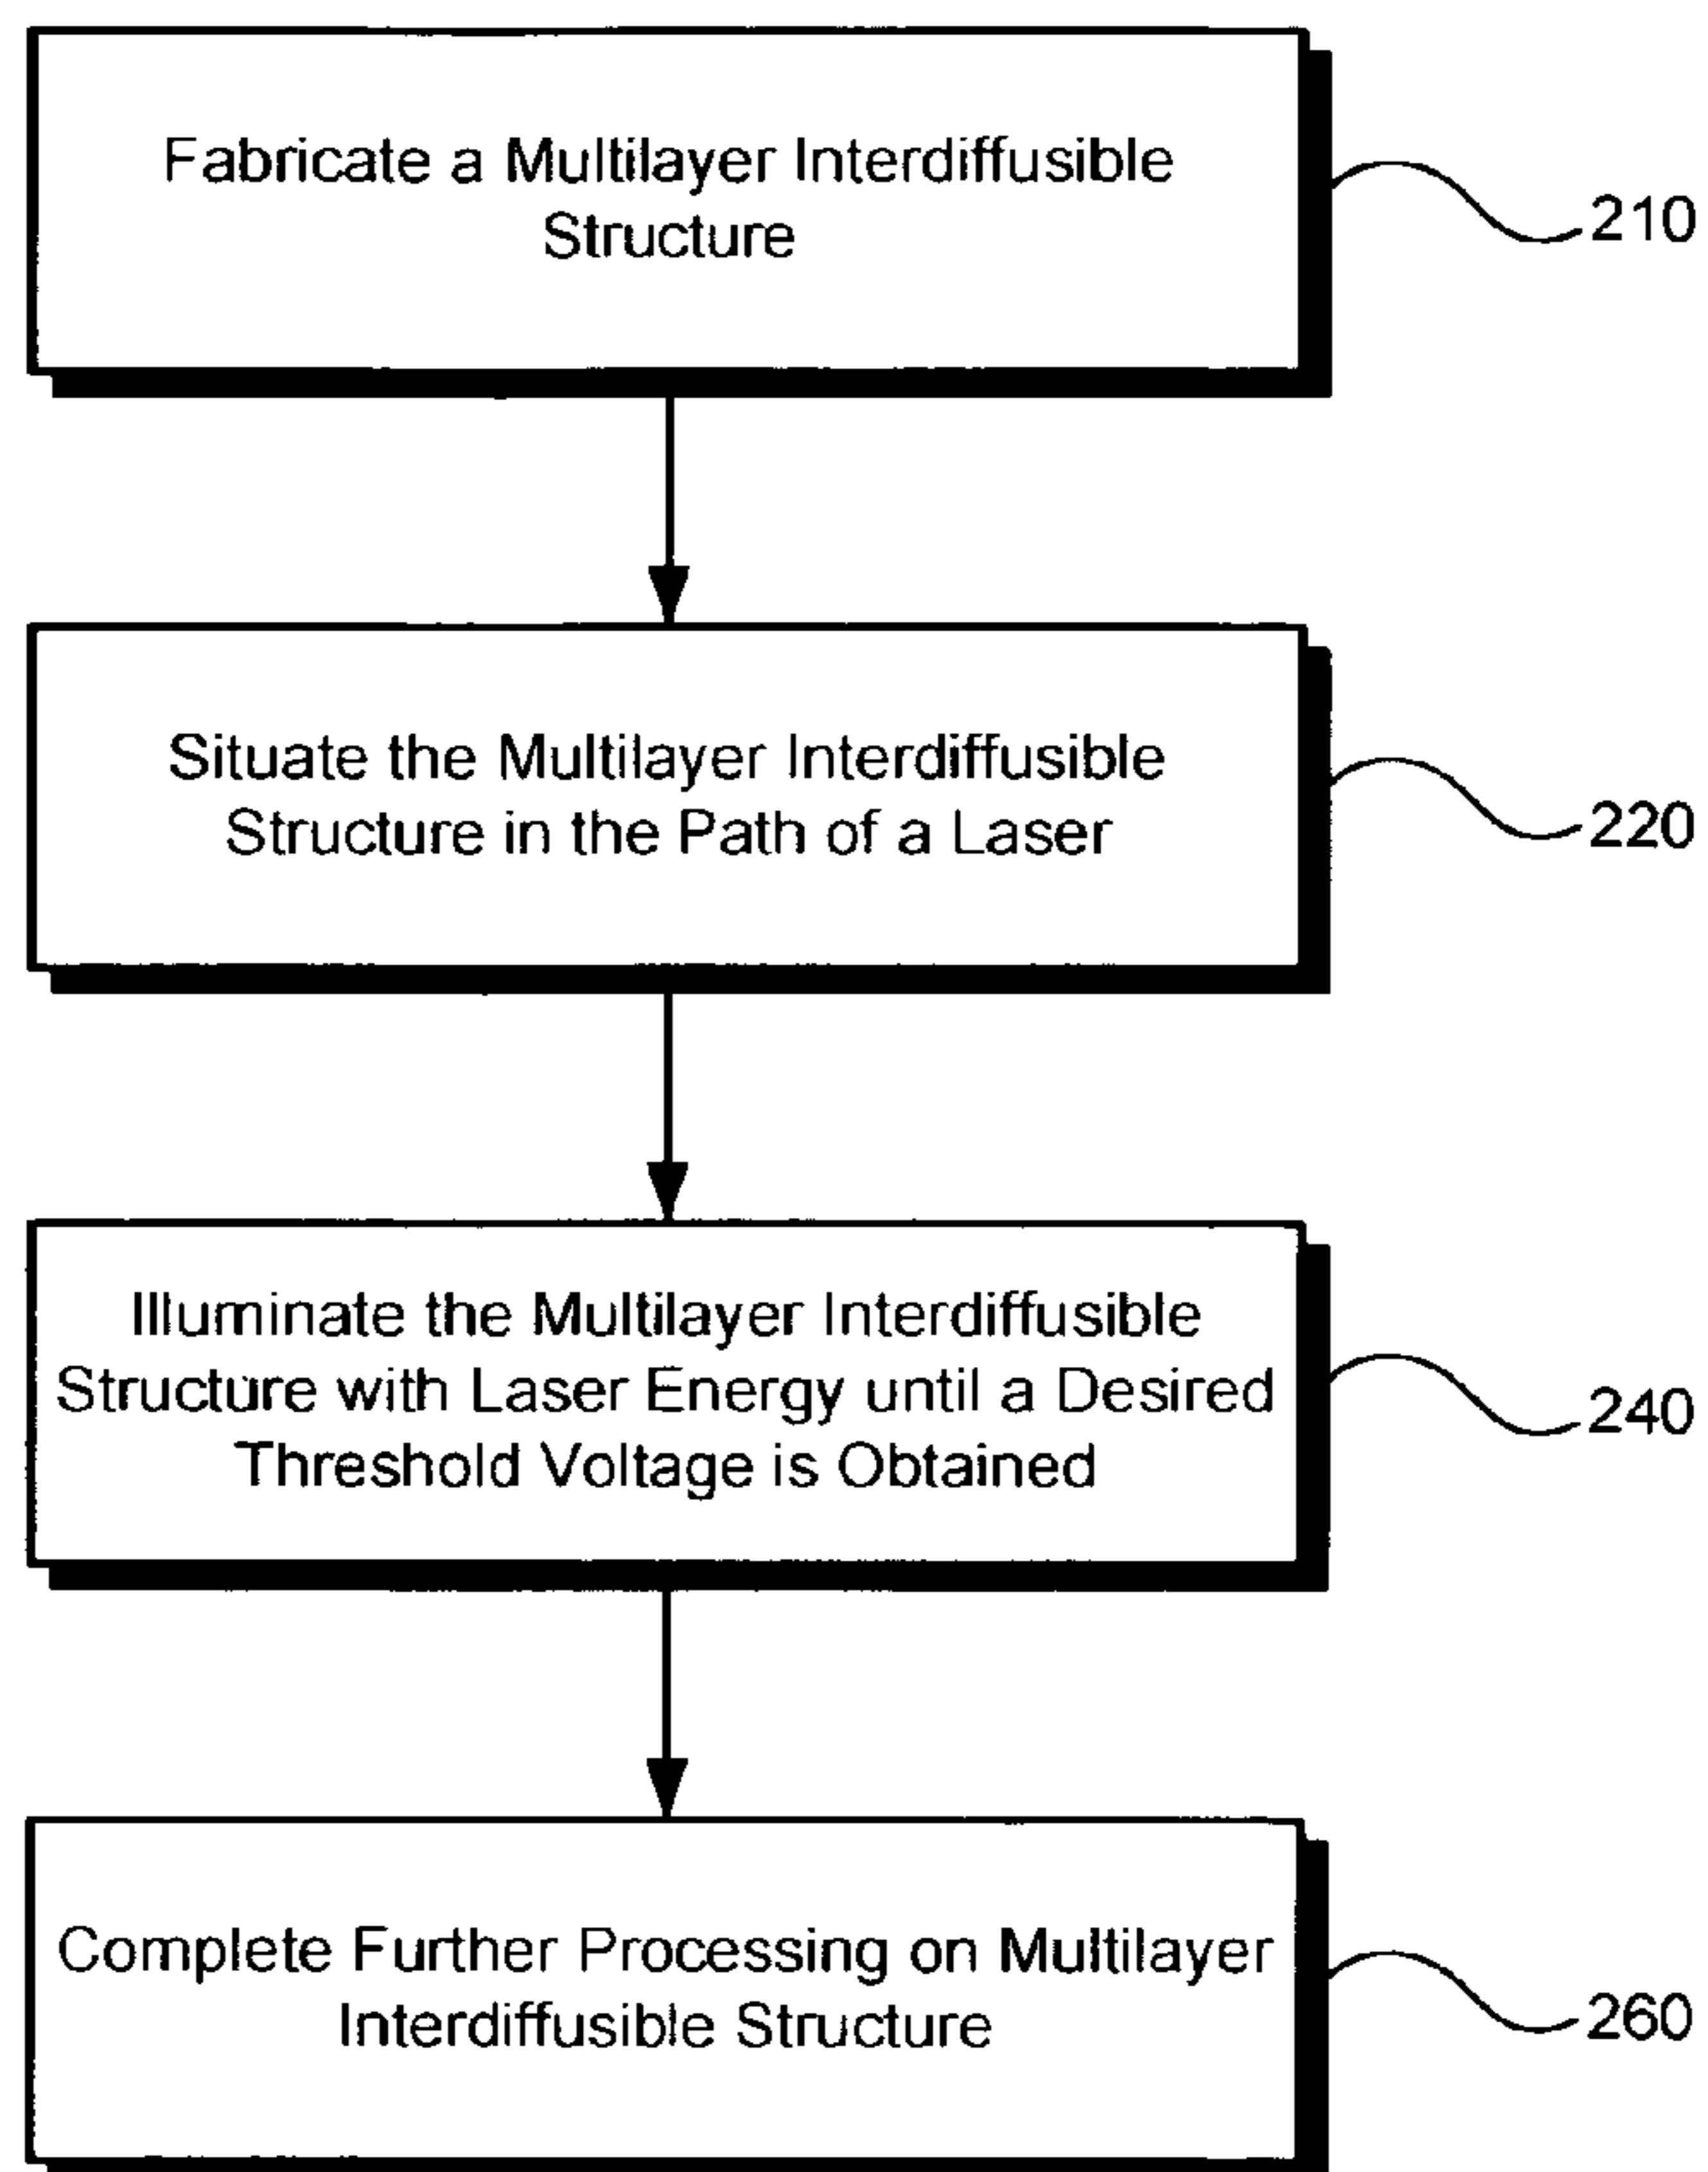 Fabricate a Multilayer Interdiffusible
Structure
210
Situate the Multilayer Interdiffusible
Structure in the Path of a Laser
220
Illuminate the Multilayer Interdiffusible
Structure with Laser Energy until a Desired
Threshold Voltage is Obtained
240
Complete Further Processing on Multilayer
Interdiffusible Structure
260